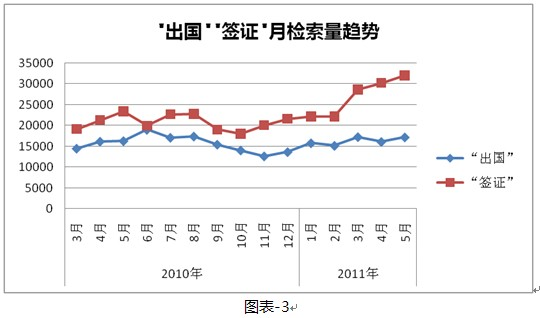 "出国""签证"月检索量趋势
35000
30000
25000
20000
15000
10000
5000
0
3月 4月 5月 6月 7月 8月 9月 10月 11月 12月 1月 2月 3月 4月 5月
2010年 2011年
“出国”
“签证”
图表-3